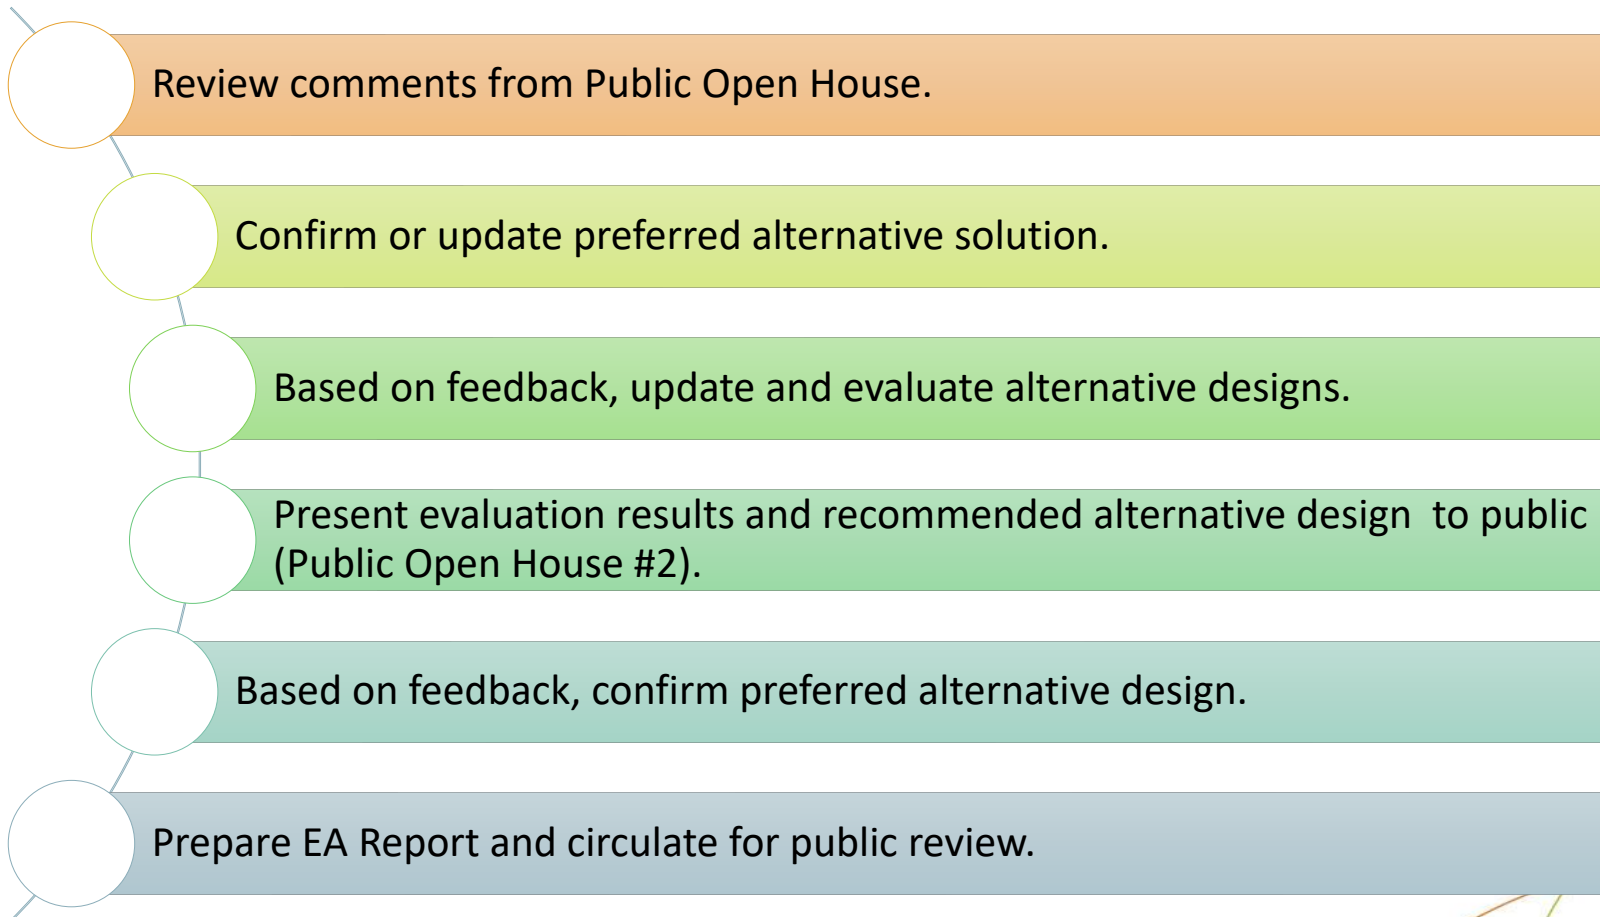 Review comments from Public Open House.
Confirm or update preferred alternative solution.
Based on feedback, update and evaluate alternative designs.
Present evaluation results and recommended alternative design  to public
(Public Open House #2).
Based on feedback, confirm preferred alternative design.
Prepare EA Report and circulate for public review.